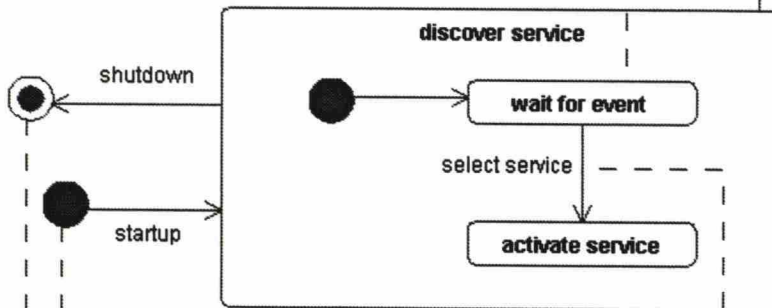 discover service
shutdown
wait for event
select service
startup
activate service